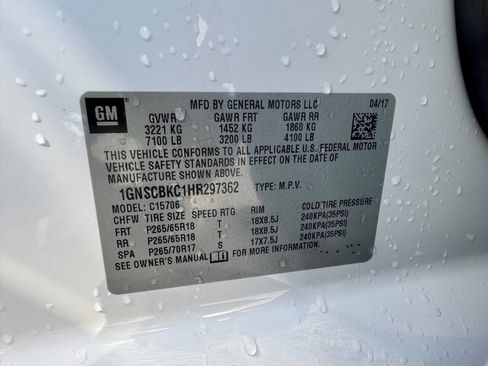 GM
MFD BY GENERAL MOTORS LLC 04/17
GVWR GAWR FRT GAWR RR
3221 KG 1452 KG 1860 KG
7100 LB 3200 LB 4100 LB
THIS VEHICLE CONFORMS TO ALL APPLICABLE U.S. FEDERAL MOTOR
VEHICLE SAFETY STANDARDS IN EFFECT ON THE DATE OF
MANUFACTURE SHOWN ABOVE.
1GNSCBKC1HR297362 TYPE: M.P.V.
MODEL: C15706
CHFW TIRE SIZE SPEED RTG RIM COLD TIRE PRESSURE
FRT P265/65R18 T 18X8.5J 240KPA(35PSI)
RR P265/65R18 T 18X8.5J 240KPA(35PSI)
SPA P265/70R17 S 17X7.5J 240KPA(35PSI)
SEE OWNER'S MANUAL FOR MORE INFORMATION.